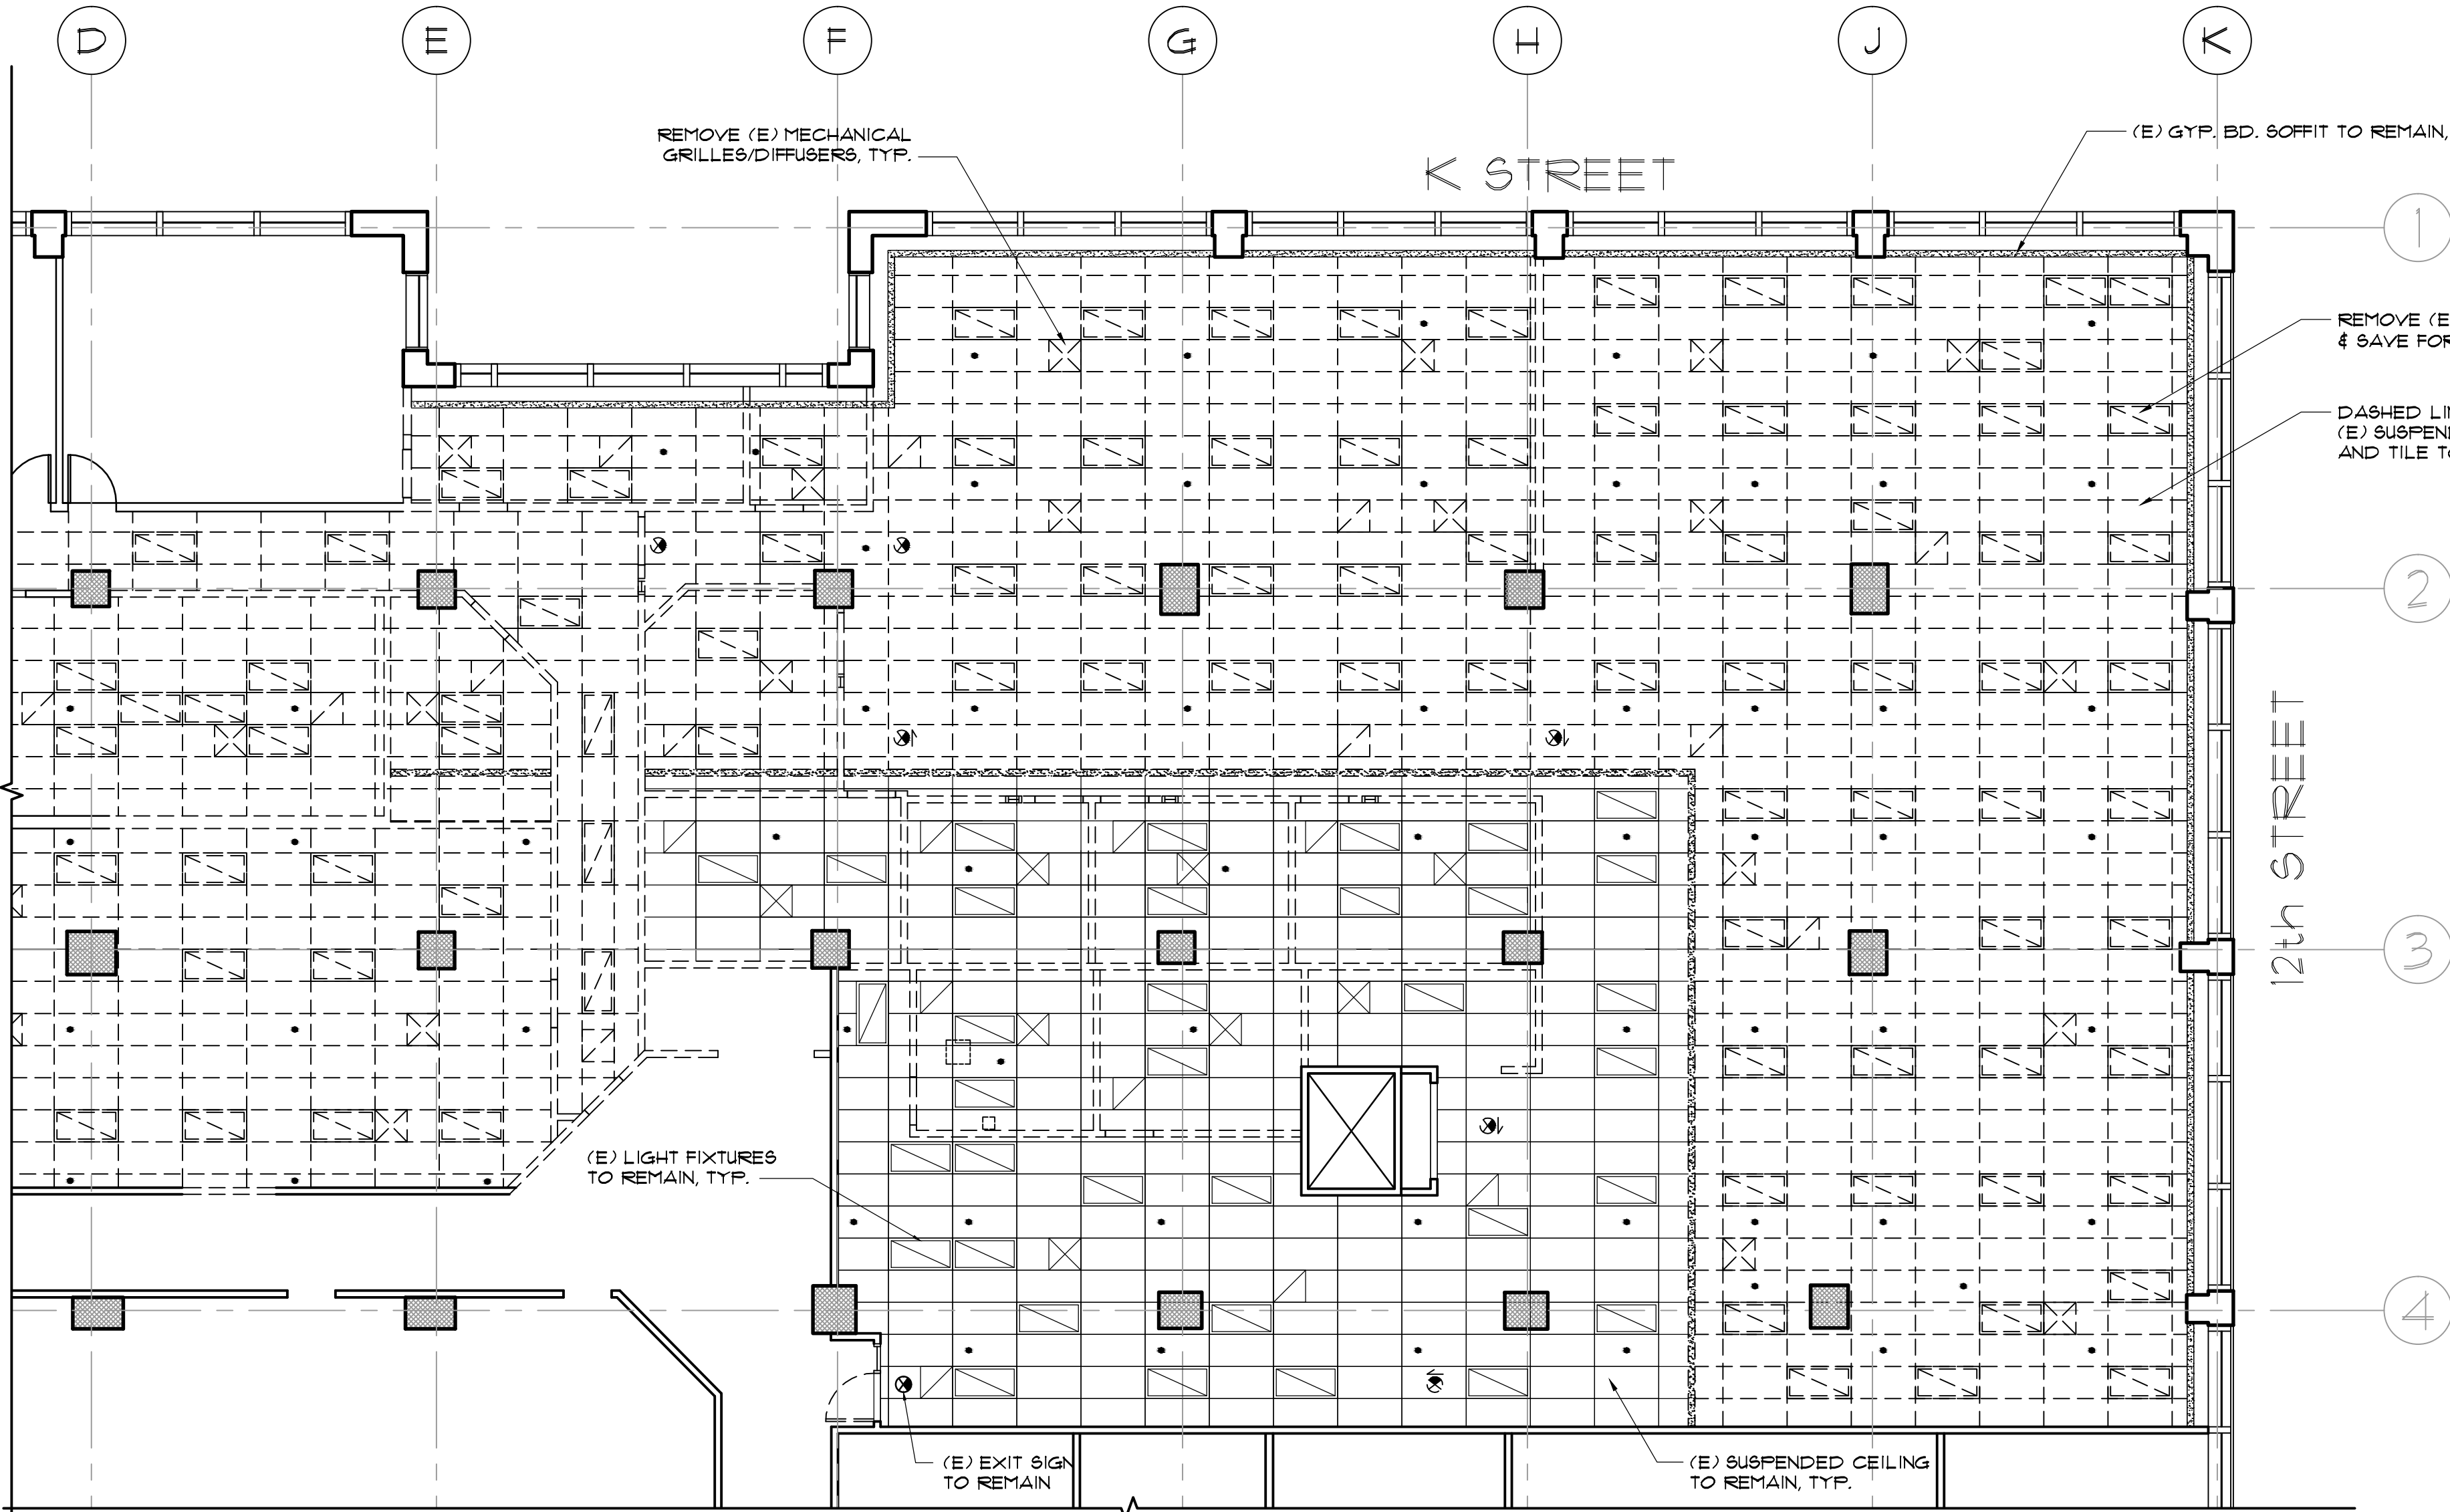 D
E
F
G
H
J
K
REMOVE (E) MECHANICAL
GRILLES/DIFFUSERS, TYP.
K STREET
(E) GYP. BD. SOFFIT TO REMAIN,
1
REMOVE (E
& SAVE FOR
DASHED LIN
(E) SUSPEN
AND TILE TO
2
12th STREET
3
(E) LIGHT FIXTURES
TO REMAIN, TYP.
4
(E) EXIT SIGN
TO REMAIN
(E) SUSPENDED CEILING
TO REMAIN, TYP.